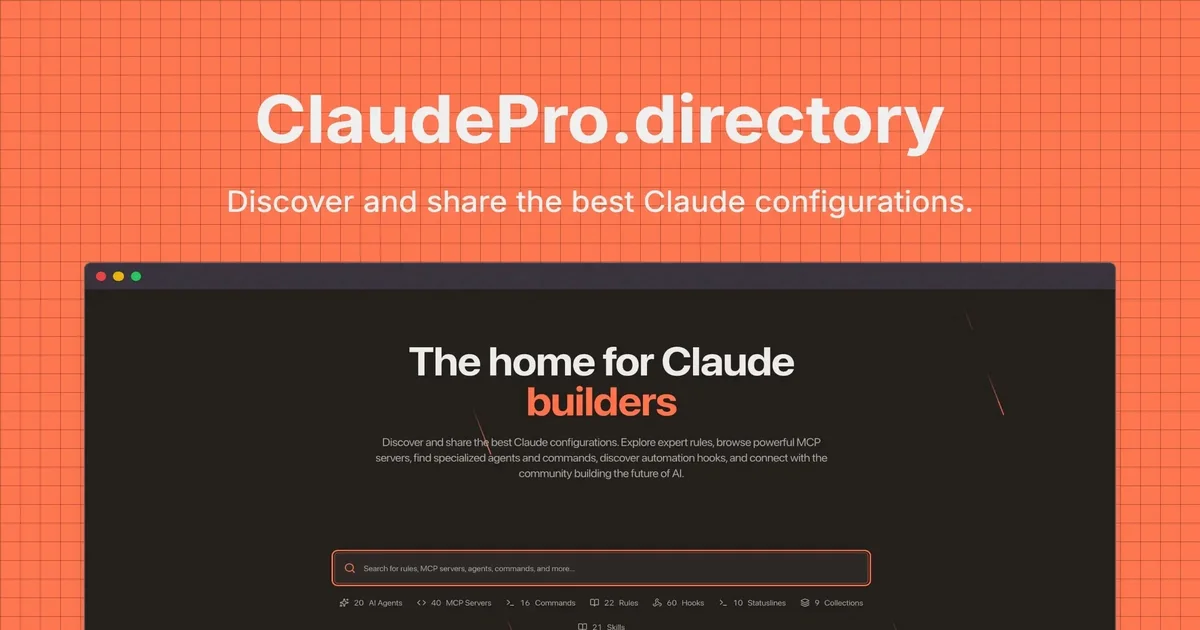 ClaudePro.directory
Discover and share the best Claude configurations.
The home for Claude
builders
Discover and share the best Claude configurations. Explore expert rules, browse powerful MCP
servers, find specialized agents and commands, discover automation hooks, and connect with the
community building the future of AI.
Search for rules, MCP servers, agents, commands, and more...
20 AI Agents 40 MCP Servers 16 Commands 22 Rules 60 Hooks 10 Statuslines 9 Collections
21 Skills